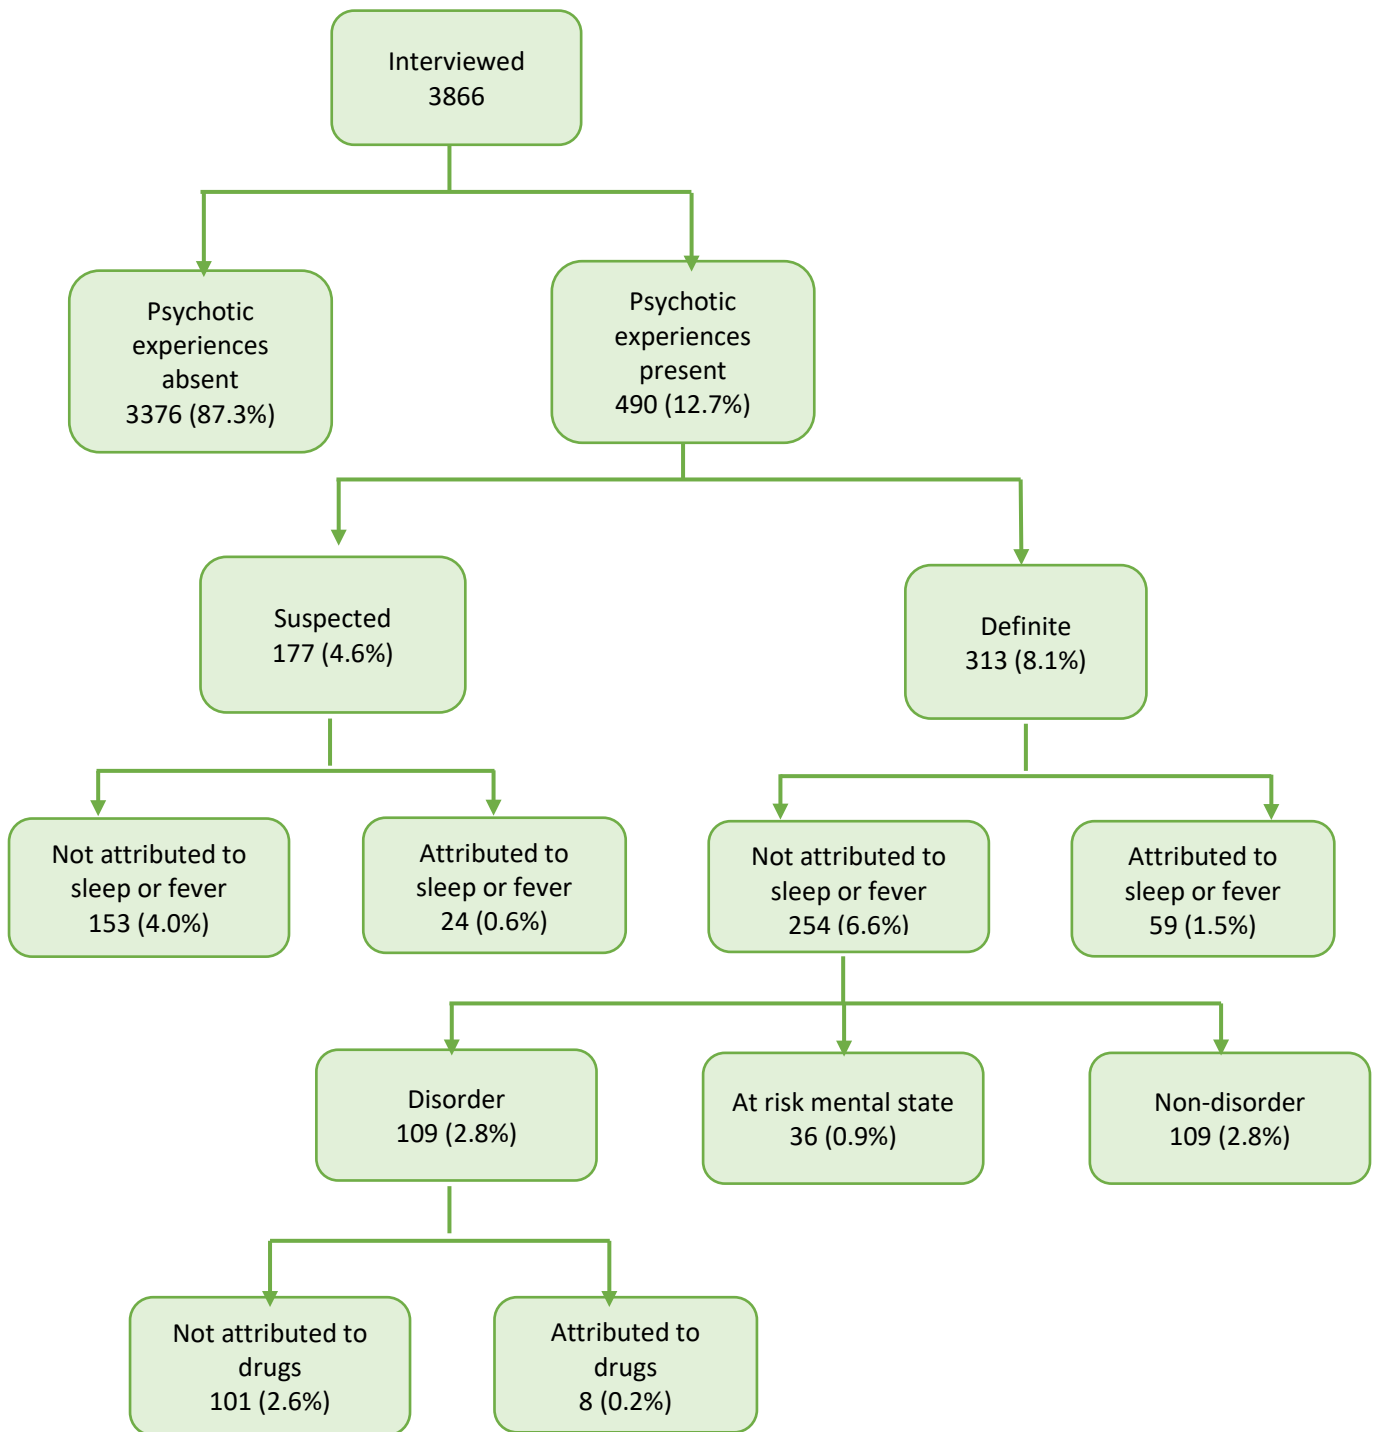 Interviewed
3866
Psychotic
experiences
absent
3376 (87.3%)
Psychotic
experiences
present
490 (12.7%)
Suspected
177 (4.6%)
Definite
313 (8.1%)
Not attributed to
sleep or fever
153 (4.0%)
Attributed to
sleep or fever
24 (0.6%)
Not attributed to
sleep or fever
254 (6.6%)
Attributed to
sleep or fever
59 (1.5%)
Disorder
109 (2.8%)
At risk mental state
36 (0.9%)
Non-disorder
109 (2.8%)
Not attributed to
drugs
101 (2.6%)
Attributed to
drugs
8 (0.2%)